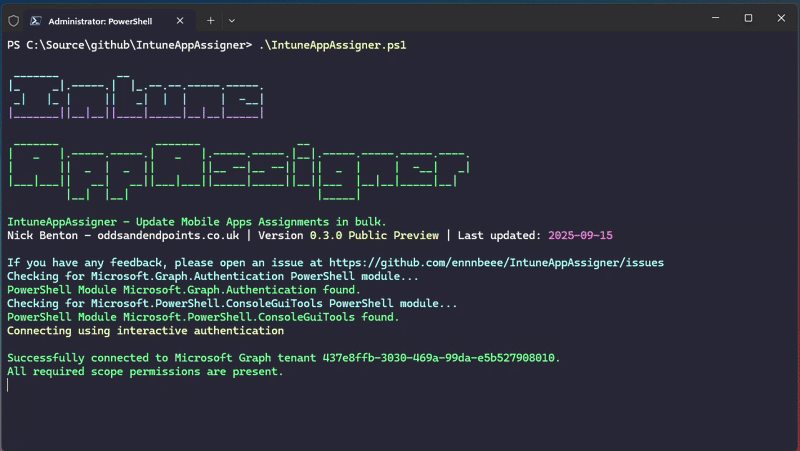 Administrator: PowerShell
PS C:\Source\github\IntuneAppAssigner> .\IntuneAppAssigner.ps1
Intune
AppAssigner
IntuneAppAssigner - Update Mobile Apps Assignments in bulk.
Nick Benton - oddsandendpoints.co.uk | Version 0.3.0 Public Preview | Last updated: 2025-09-15
If you have any feedback, please open an issue at https://github.com/ennnbeee/IntuneAppAssigner/issues
Checking for Microsoft.Graph.Authentication PowerShell module...
PowerShell Module Microsoft.Graph.Authentication found.
Checking for Microsoft.PowerShell.ConsoleGuiTools PowerShell module...
PowerShell Module Microsoft.PowerShell.ConsoleGuiTools found.
Connecting using interactive authentication
Successfully connected to Microsoft Graph tenant 437e8ffb-3030-469a-99da-e5b527908010.
All required scope permissions are present.